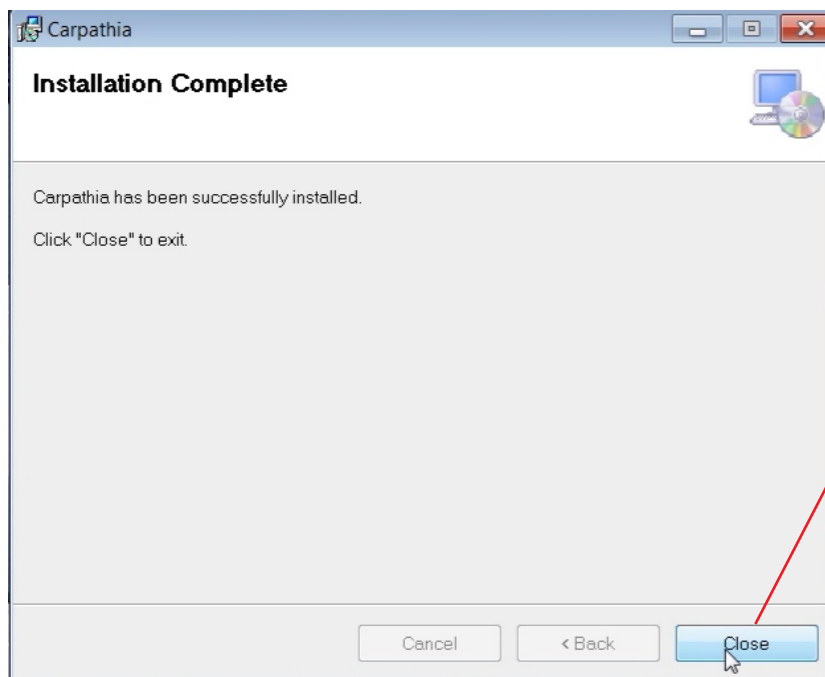 Carpathia
Installation Complete
Carpathia has been successfully installed.
Click "Close" to exit.
Cancel
< Back
Close